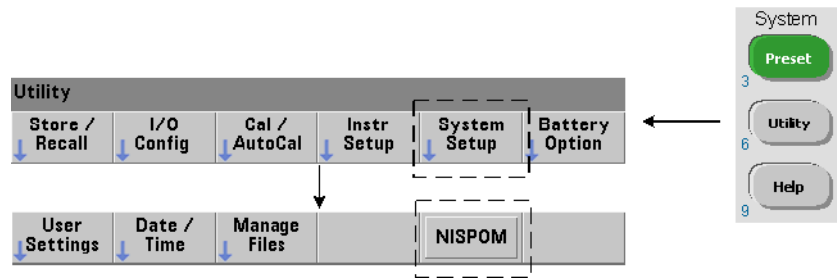 System
Preset
3
Utility
Store / Recall
I/O Config
Cal / AutoCal
Instr Setup
System Setup
Battery Option
Utility
6
Help
9
User Settings
Date / Time
Manage Files
NISPOM